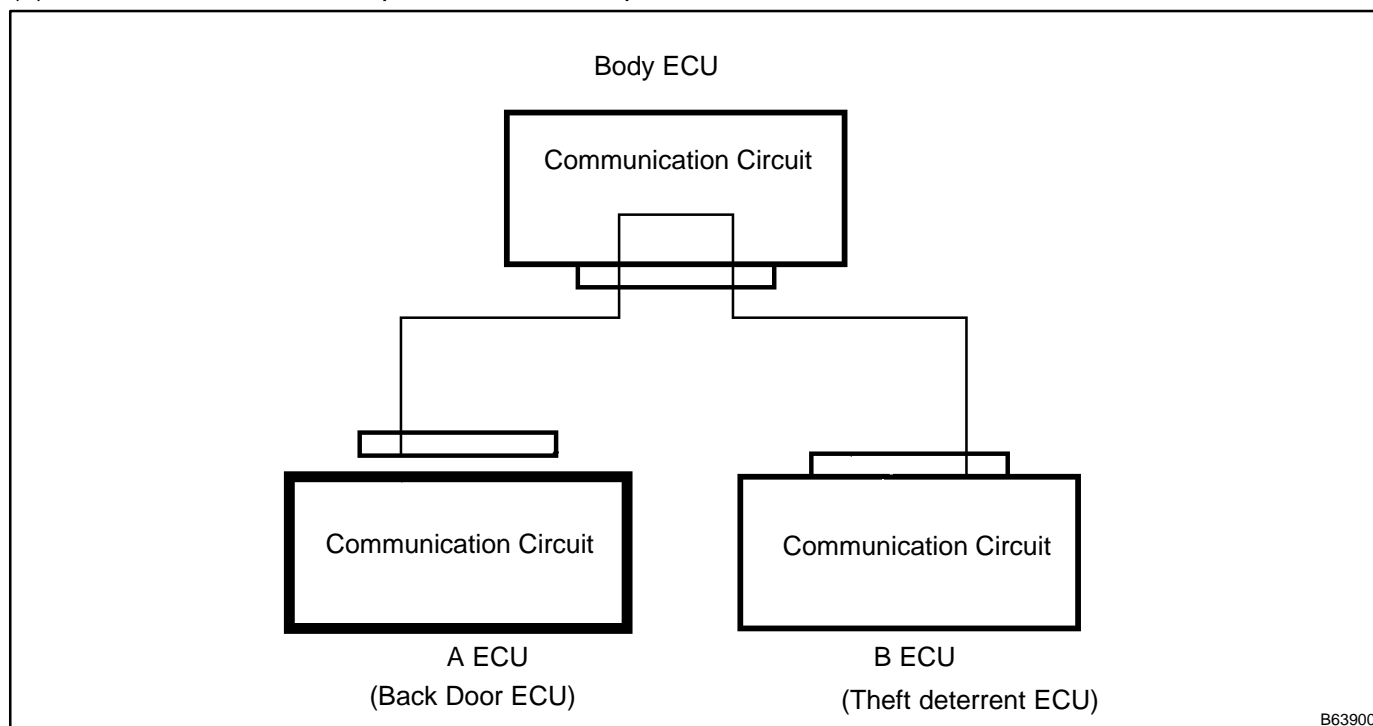 Body ECU
Communication Circuit
Communication Circuit
Communication Circuit
A ECU
(Back Door ECU)
B ECU
(Theft deterrent ECU)
B63900